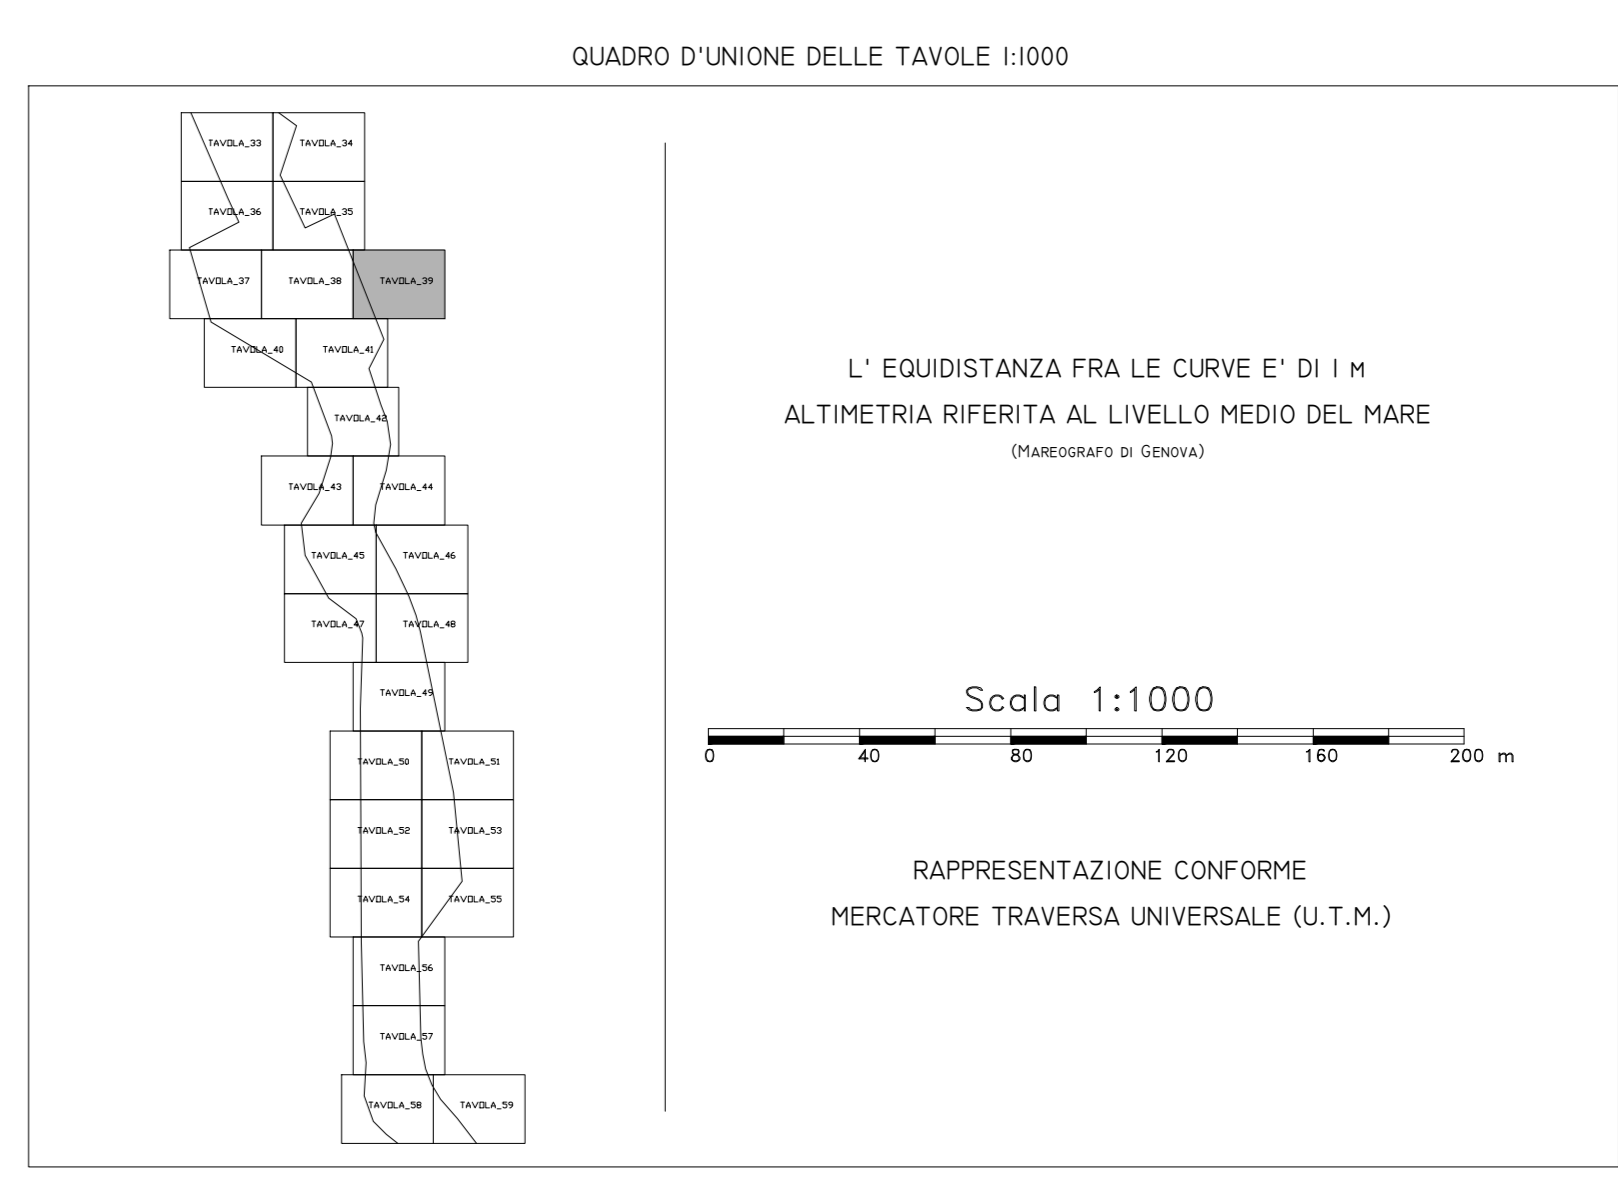 QUADRO D'UNIONE DELLE TAVOLE 1:1000
TAVOLA_33 TAVOLA_34
TAVOLA_36 TAVOLA_35
TAVOLA_37 TAVOLA_38 TAVOLA_39
TAVOLA_40 TAVOLA_41
TAVOLA_42
TAVOLA_43 TAVOLA_44
TAVOLA_45 TAVOLA_46
TAVOLA_47 TAVOLA_48
TAVOLA_49
TAVOLA_50 TAVOLA_51
TAVOLA_52 TAVOLA_53
TAVOLA_54 TAVOLA_55
TAVOLA_56
TAVOLA_57
TAVOLA_58 TAVOLA_59
L' EQUIDISTANZA FRA LE CURVE E' DI 1 M
ALTIMETRIA RIFERITA AL LIVELLO MEDIO DEL MARE
(MAREOGRAFO DI GENOVA)
Scala 1:1000
0 40 80 120 160 200 m
RAPPRESENTAZIONE CONFORME
MERCATORE TRAVERSA UNIVERSALE (U.T.M.)